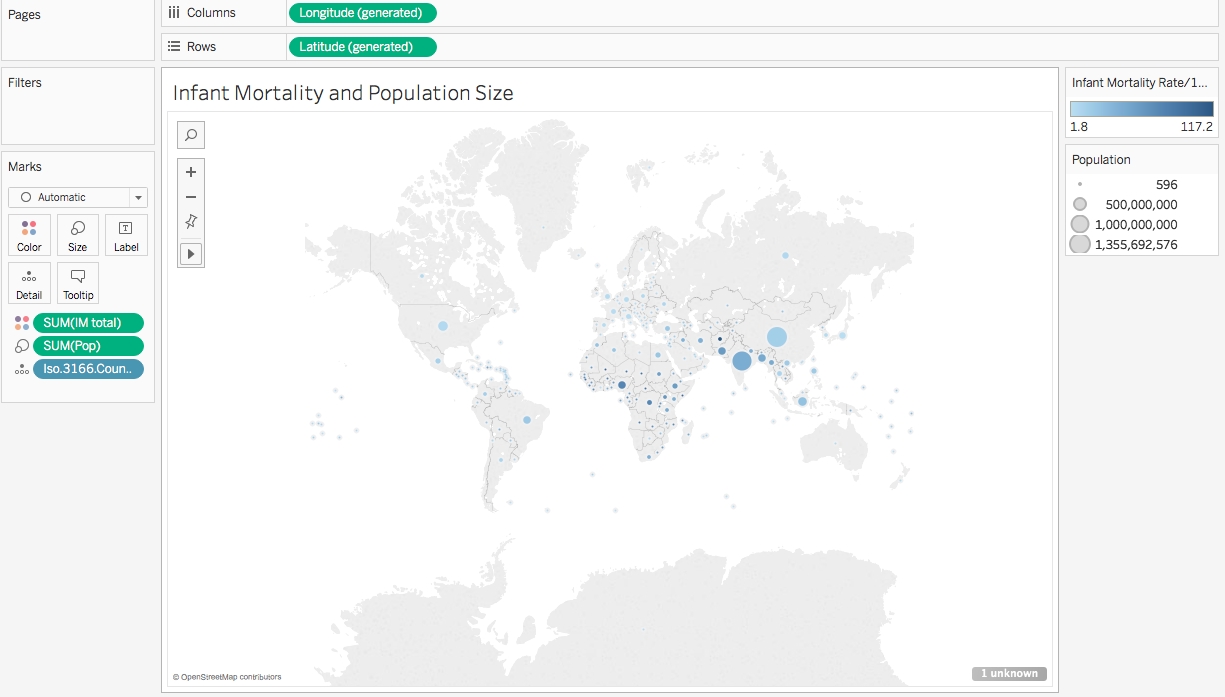 Pages
Columns
Longitude (generated)
Rows
Latitude (generated)
Filters
Marks
Automatic
Color
Size
Label
Detail
Tooltip
SUM(IM total)
SUM(Pop)
Iso.3166.Coun..
Infant Mortality and Population Size
© OpenStreetMap contributors
1 unknown
Infant Mortality Rate/1...
1.8 117.2
Population
596
500,000,000
1,000,000,000
1,355,692,576